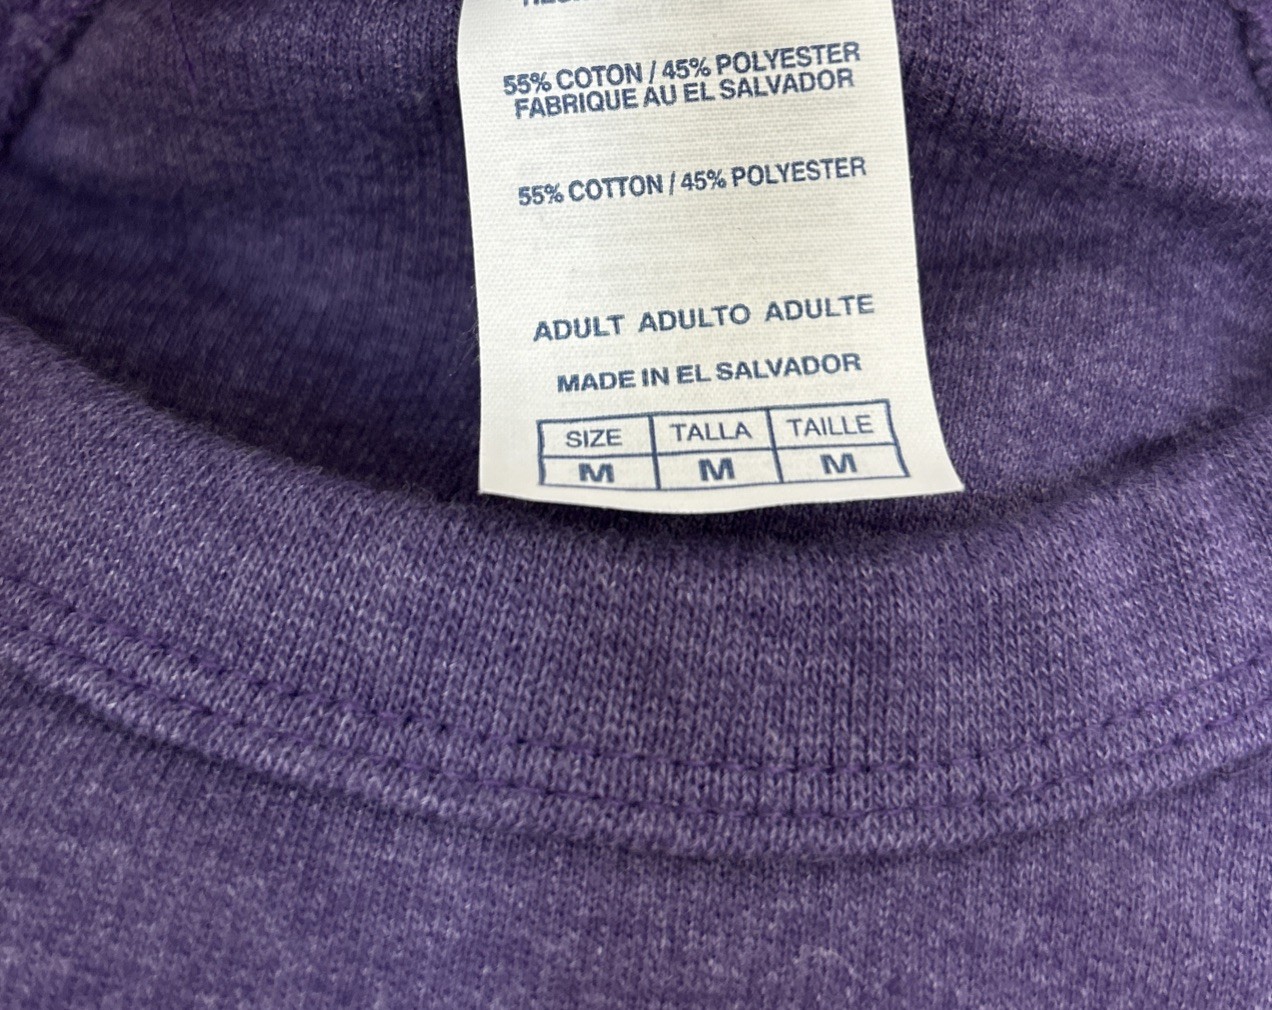 55% COTON / 45% POLYESTER
FABRIQUE AU EL SALVADOR
55% COTTON / 45% POLYESTER
ADULT ADULTO ADULTE
MADE IN EL SALVADOR
SIZE TALLA TAILLE
M M M